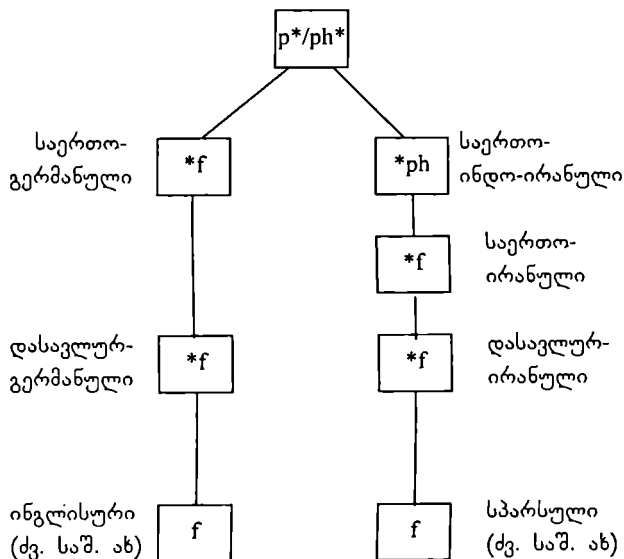 p*/ph*
საერთო-
გერმანული
*f
*ph
საერთო-
ინდო-ირანული
*f
საერთო-
ირანული
დასავლურ-
გერმანული
*f
*f
დასავლურ-
ირანული
ინგლისური
(ძვ. საშ. ახ)
f
f
სპარსული
(ძვ. საშ. ახ)